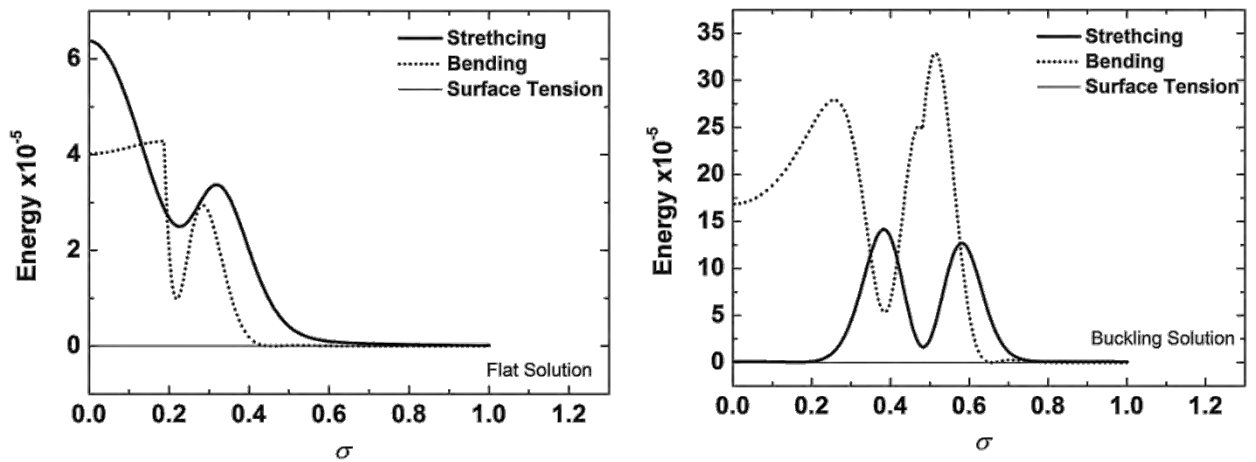 Energy x10-5
6
4
2
0
Strethcing
Bending
Surface Tension
Flat Solution
0.0 0.2 0.4 0.6 0.8 1.0 1.2
σ
Energy x10-5
35
30
25
20
15
10
5
0
Strethcing
Bending
Surface Tension
Buckling Solution
0.0 0.2 0.4 0.6 0.8 1.0 1.2
σ